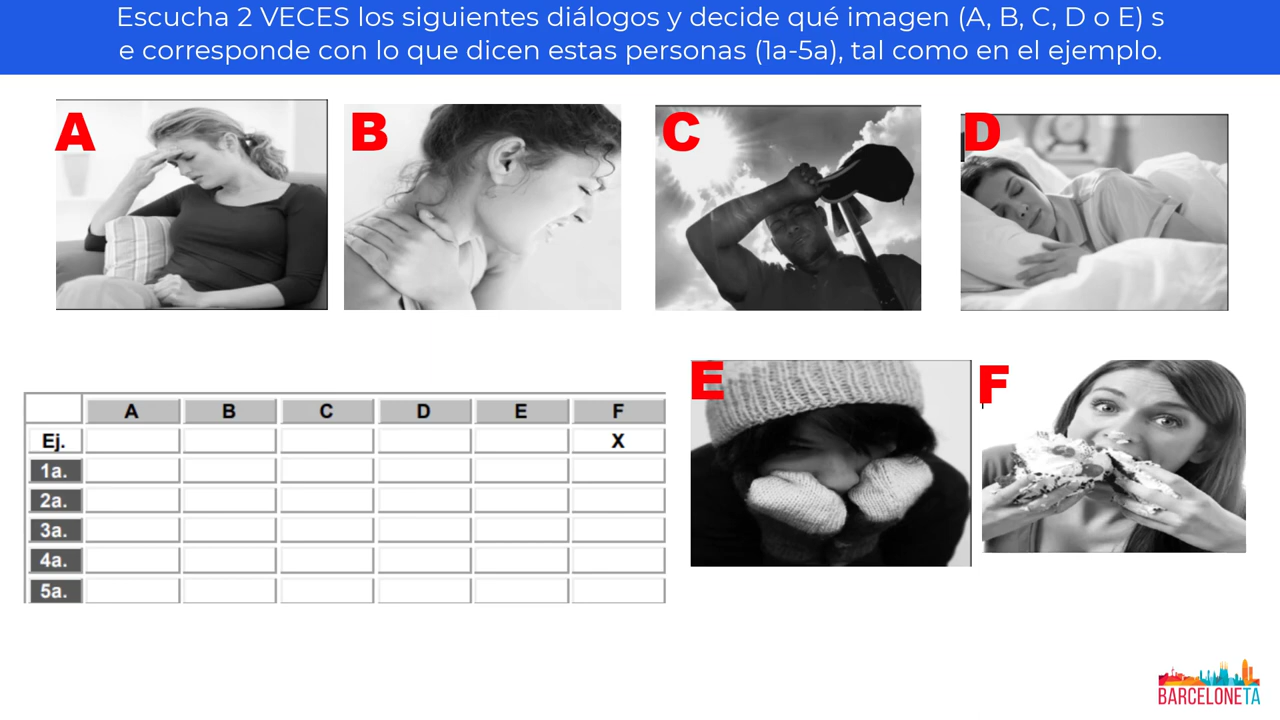 Escucha 2 VECES los siguientes diálogos y decide qué imagen (A, B, C, D o E) s
e corresponde con lo que dicen estas personas (1a-5a), tal como en el ejemplo.
A
B
C
D
E
F
A B C D E F
Ej. X
1a.
2a.
3a.
4a.
5a.
BARCELONETA